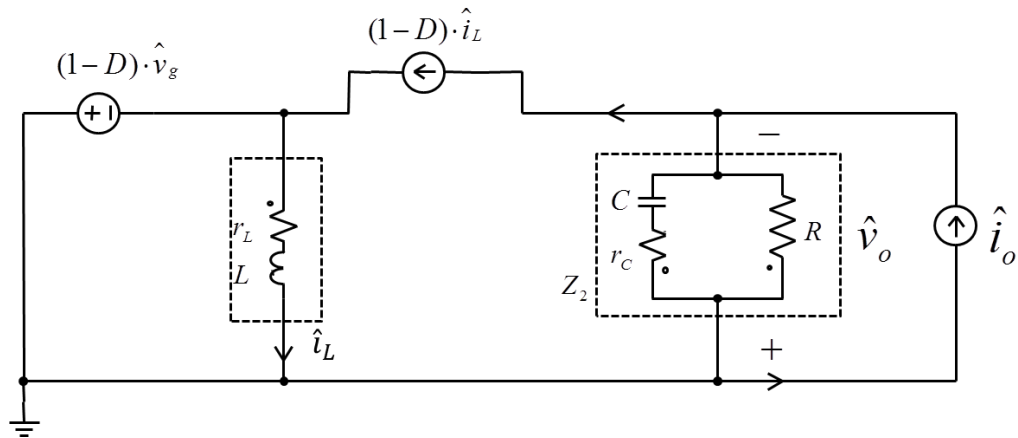 (1−D)·î_L
(1−D)·v̂_g
+
−
C
r_L
r_C
R
v̂_o
î_o
L
Z_2
î_L
+